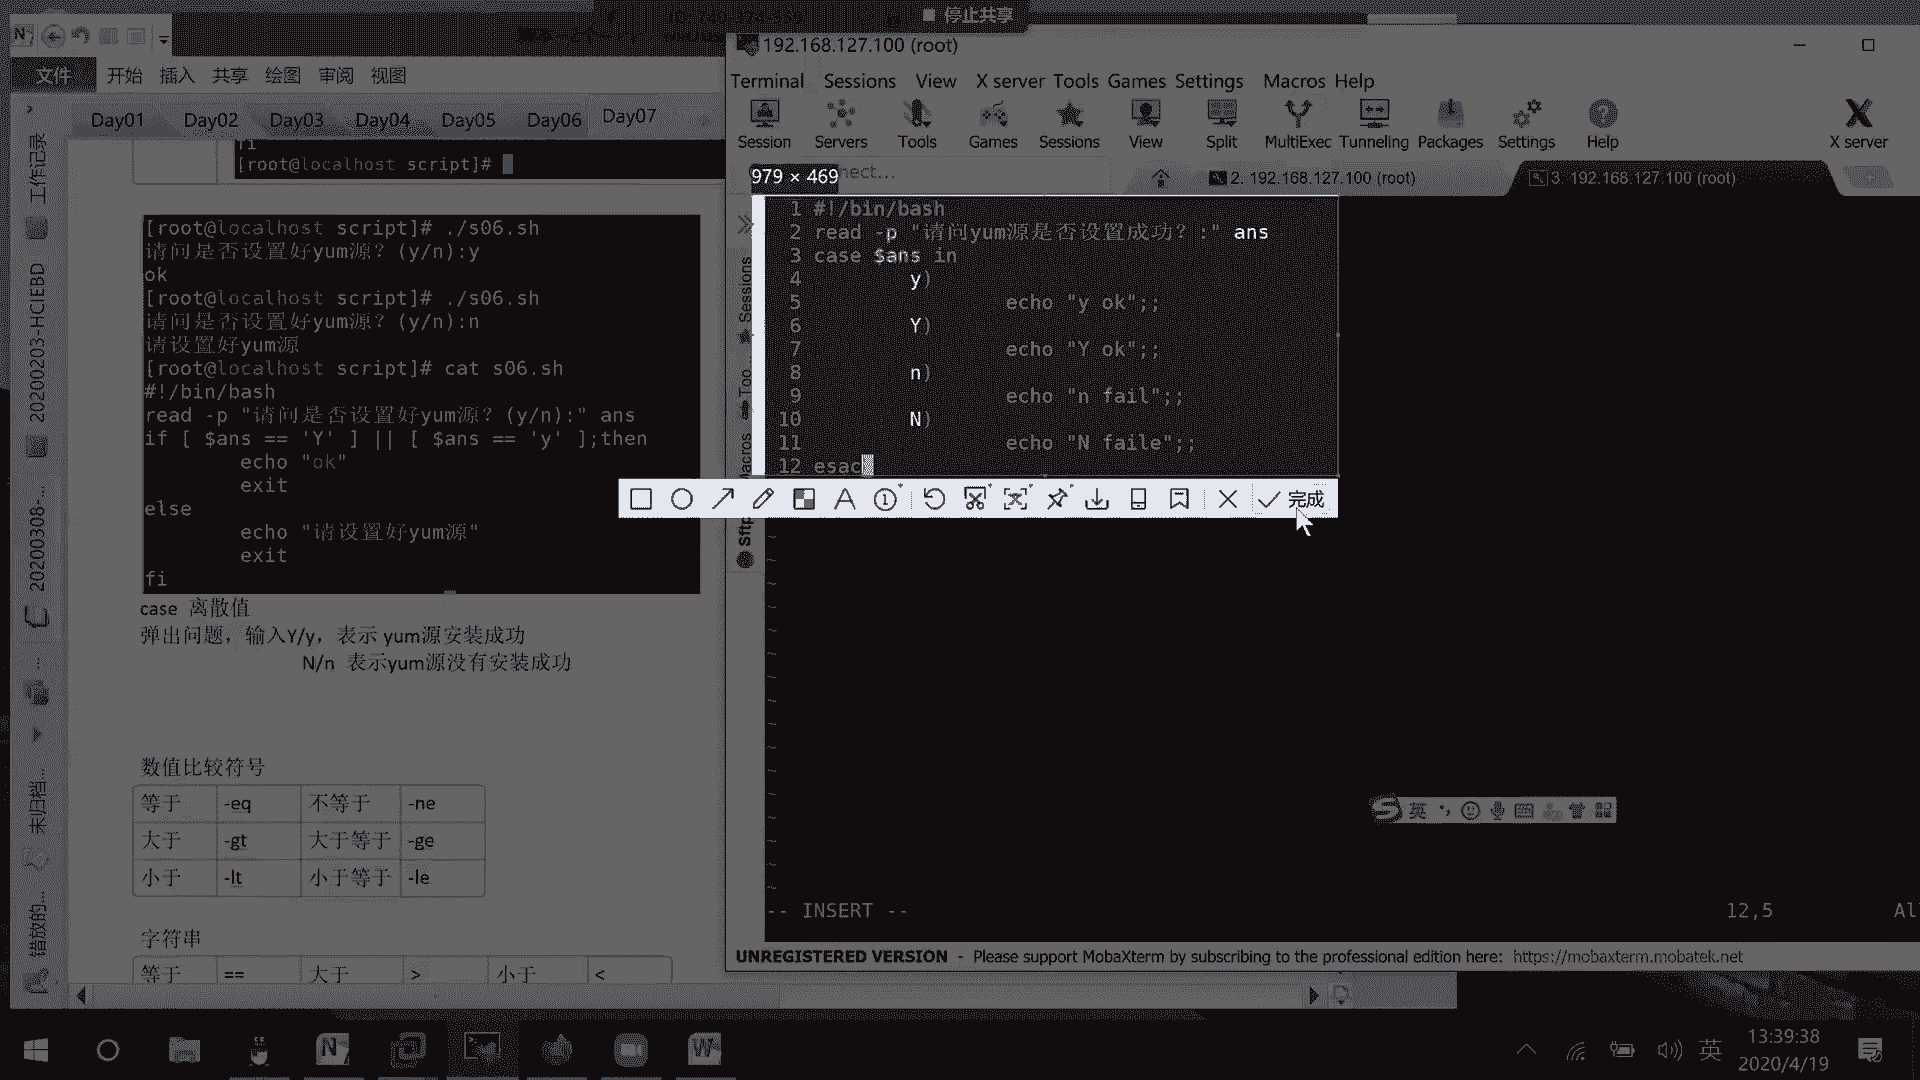 停止共享
文件 开始 插入 共享 绘图 审阅 视图
Day01 Day02 Day03 Day04 Day05 Day06 Day07
工作记录
20200203-HCIEBD
20200308-...
...
未归档...
错放的...
fi
[root@localhost script]#
[root@localhost script]# ./s06.sh
请问是否设置好yum源？(y/n):y
ok
[root@localhost script]# ./s06.sh
请问是否设置好yum源？(y/n):n
请设置好yum源
[root@localhost script]# cat s06.sh
#!/bin/bash
read -p "请问是否设置好yum源？(y/n):" ans
if [ $ans == 'Y' ] || [ $ans == 'y' ];then
echo "ok"
exit
else
echo "请设置好yum源"
exit
fi
case 离散值
弹出问题，输入Y/y，表示 yum源安装成功
N/n 表示yum源没有安装成功
数值比较符号
等于 -eq 不等于 -ne
大于 -gt 大于等于 -ge
小于 -lt 小于等于 -le
字符串
等于 == 大于 > 小于 <
192.168.127.100 (root)
Terminal Sessions View X server Tools Games Settings Macros Help
Session Servers Tools Games Sessions View Split MultiExec Tunneling Packages Settings Help X server
979 × 469
2. 192.168.127.100 (root)
3. 192.168.127.100 (root)
Sessions
Too
Macros
Sftp
1 #!/bin/bash
2 read -p "请问yum源是否设置成功？:" ans
3 case $ans in
4 y)
5 echo "y ok";;
6 Y)
7 echo "Y ok";;
8 n)
9 echo "n fail";;
10 N)
11 echo "N faile";;
12 esac
完成
英
-- INSERT -- 12,5 Al
UNREGISTERED VERSION - Please support MobaXterm by subscribing to the professional edition here: https://mobaxterm.mobatek.net
英
13:39:38
2020/4/19